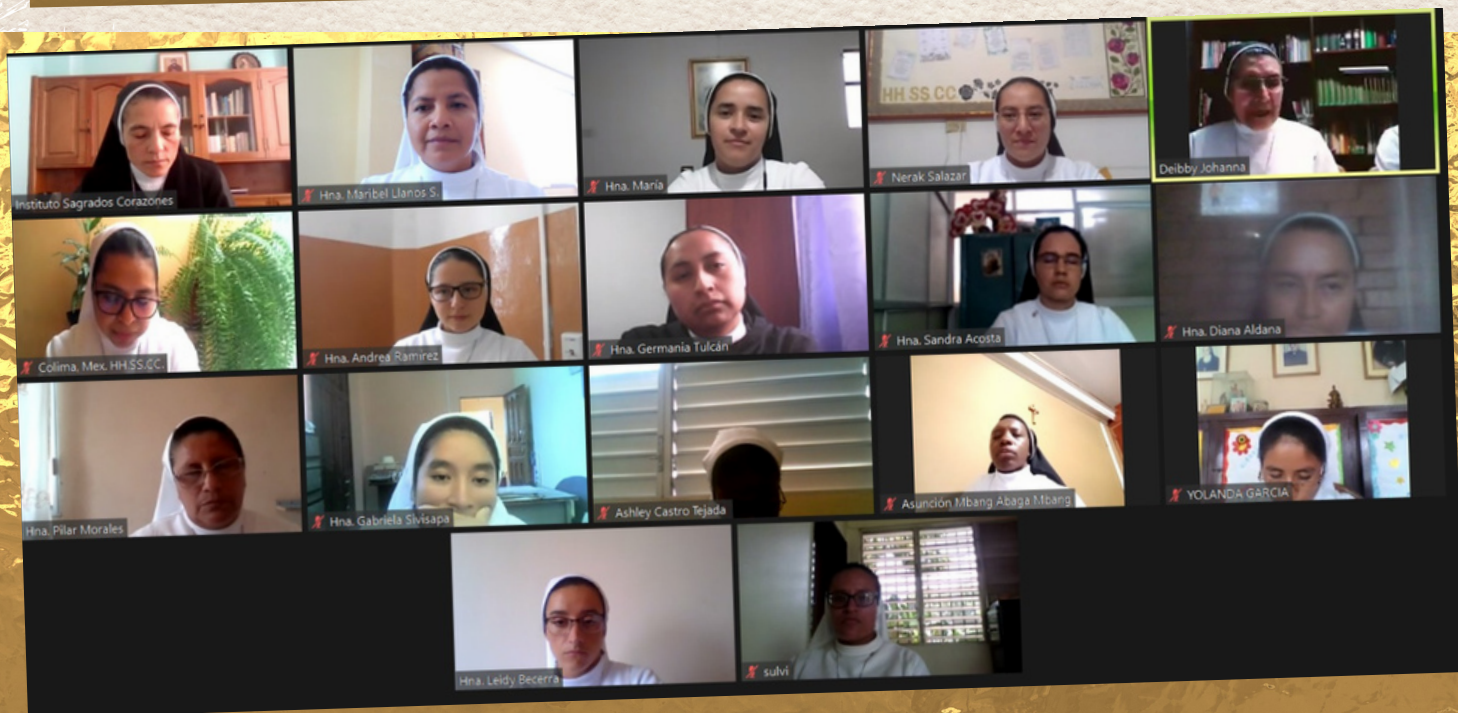 HH SS.CC
Instituto Sagrados Corazones
Hna. Maribel Llanos S.
Hna. María
Nerak Salazar
Deibby Johanna
Colima, Mex. HH.SS.CC.
Hna. Andrea Ramirez
Hna. Germania Tulcán
Hna. Sandra Acosta
Hna. Diana Aldana
Hna. Pilar Morales
Hna. Gabriela Sivisapa
Ashley Castro Tejada
Asunción Mbang Abaga Mbang
YOLANDA GARCIA
Hna. Leidy Becerra
sulvi